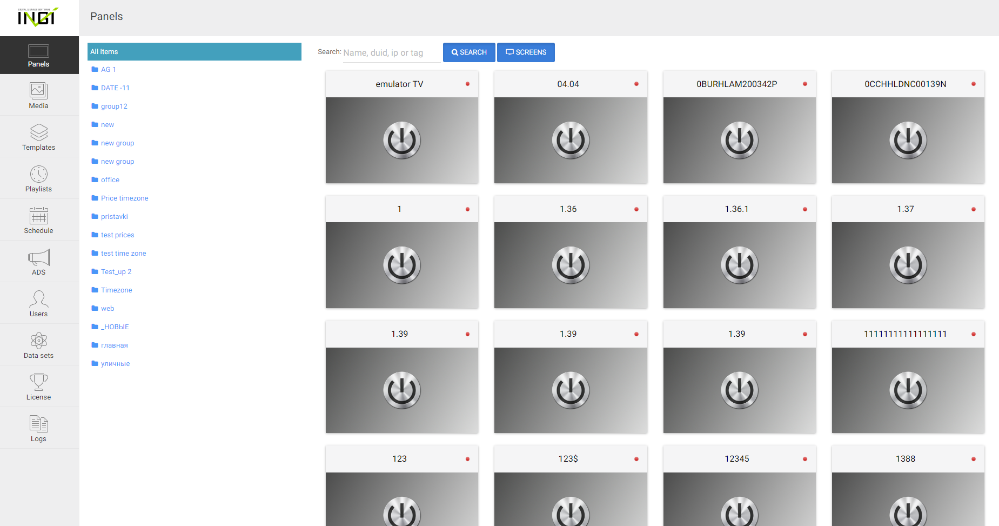 DIGITAL SIGNAGE SOFTWARE
INGI
Panels
Panels
Media
Templates
Playlists
Schedule
ADS
Users
Data sets
License
Logs
All items
AG 1
DATE -11
group12
new
new group
new group
office
Price timezone
pristavki
test prices
test time zone
Test_up 2
Timezone
web
_НОВЫЕ
главная
уличные
Search: Name, duid, ip or tag SEARCH SCREENS
emulator TV 04.04 0BURHLAM200342P 0CCHHLDNC00139N
1 1.36 1.36.1 1.37
1.39 1.39 1.39 11111111111111111
123 123$ 12345 1388